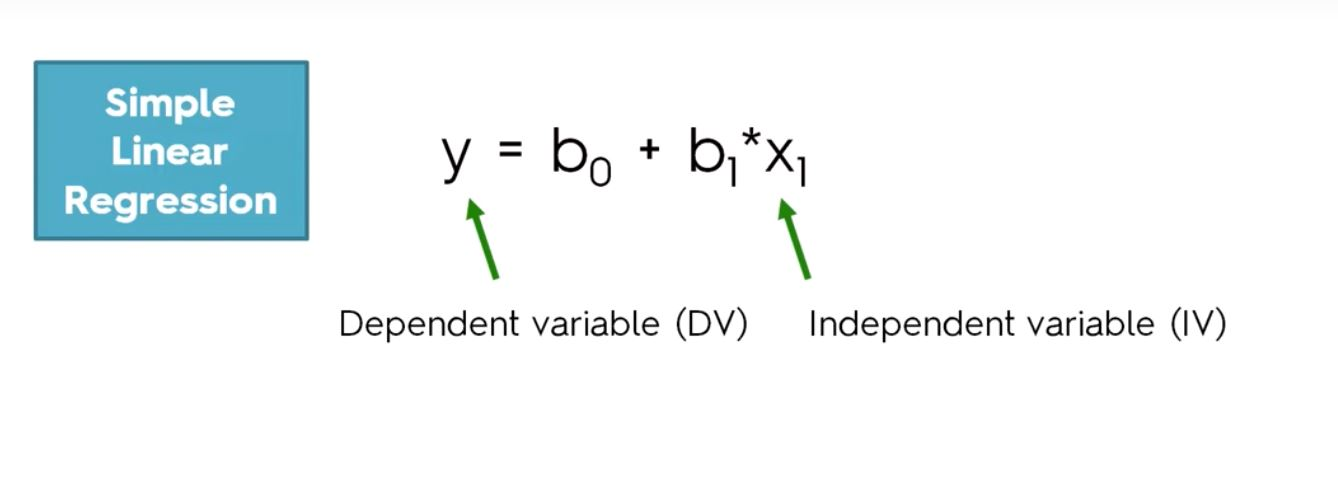 Simple
Linear
Regression
y = b₀ + b₁*x₁
Dependent variable (DV)
Independent variable (IV)